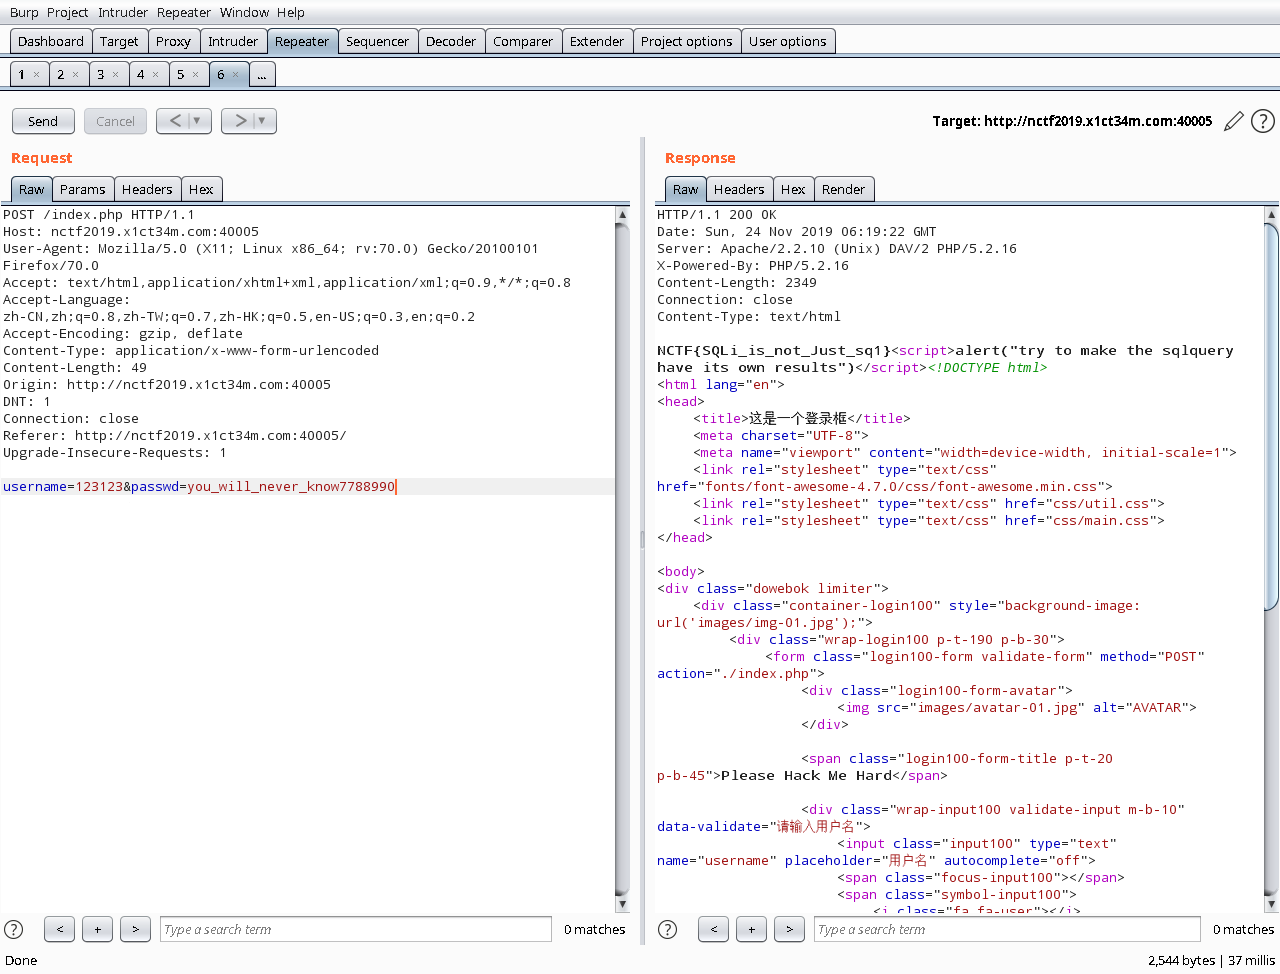 Burp Project Intruder Repeater Window Help
Dashboard Target Proxy Intruder Repeater Sequencer Decoder Comparer Extender Project options User options
1 × 2 × 3 × 4 × 5 × 6 × ...
Send Cancel < | ▼ > | ▼ Target: http://nctf2019.x1ct34m.com:40005 ?
Request
Raw Params Headers Hex
POST /index.php HTTP/1.1
Host: nctf2019.x1ct34m.com:40005
User-Agent: Mozilla/5.0 (X11; Linux x86_64; rv:70.0) Gecko/20100101
Firefox/70.0
Accept: text/html,application/xhtml+xml,application/xml;q=0.9,*/*;q=0.8
Accept-Language:
zh-CN,zh;q=0.8,zh-TW;q=0.7,zh-HK;q=0.5,en-US;q=0.3,en;q=0.2
Accept-Encoding: gzip, deflate
Content-Type: application/x-www-form-urlencoded
Content-Length: 49
Origin: http://nctf2019.x1ct34m.com:40005
DNT: 1
Connection: close
Referer: http://nctf2019.x1ct34m.com:40005/
Upgrade-Insecure-Requests: 1
username=123123&passwd=you_will_never_know7788990
? < + > Type a search term 0 matches
Response
Raw Headers Hex Render
HTTP/1.1 200 OK
Date: Sun, 24 Nov 2019 06:19:22 GMT
Server: Apache/2.2.10 (Unix) DAV/2 PHP/5.2.16
X-Powered-By: PHP/5.2.16
Content-Length: 2349
Connection: close
Content-Type: text/html
NCTF{SQLi_is_not_Just_sq1}<script>alert("try to make the sqlquery
have its own results")</script><!DOCTYPE html>
<html lang="en">
<head>
<title>这是一个登录框</title>
<meta charset="UTF-8">
<meta name="viewport" content="width=device-width, initial-scale=1">
<link rel="stylesheet" type="text/css"
href="fonts/font-awesome-4.7.0/css/font-awesome.min.css">
<link rel="stylesheet" type="text/css" href="css/util.css">
<link rel="stylesheet" type="text/css" href="css/main.css">
</head>
<body>
<div class="dowebok limiter">
<div class="container-login100" style="background-image:
url('images/img-01.jpg');">
<div class="wrap-login100 p-t-190 p-b-30">
<form class="login100-form validate-form" method="POST"
action="./index.php">
<div class="login100-form-avatar">
<img src="images/avatar-01.jpg" alt="AVATAR">
</div>
<span class="login100-form-title p-t-20
p-b-45">Please Hack Me Hard</span>
<div class="wrap-input100 validate-input m-b-10"
data-validate="请输入用户名">
<input class="input100" type="text"
name="username" placeholder="用户名" autocomplete="off">
<span class="focus-input100"></span>
<span class="symbol-input100">
<i class="fa fa-user"></i>
? < + > Type a search term 0 matches
Done 2,544 bytes | 37 millis